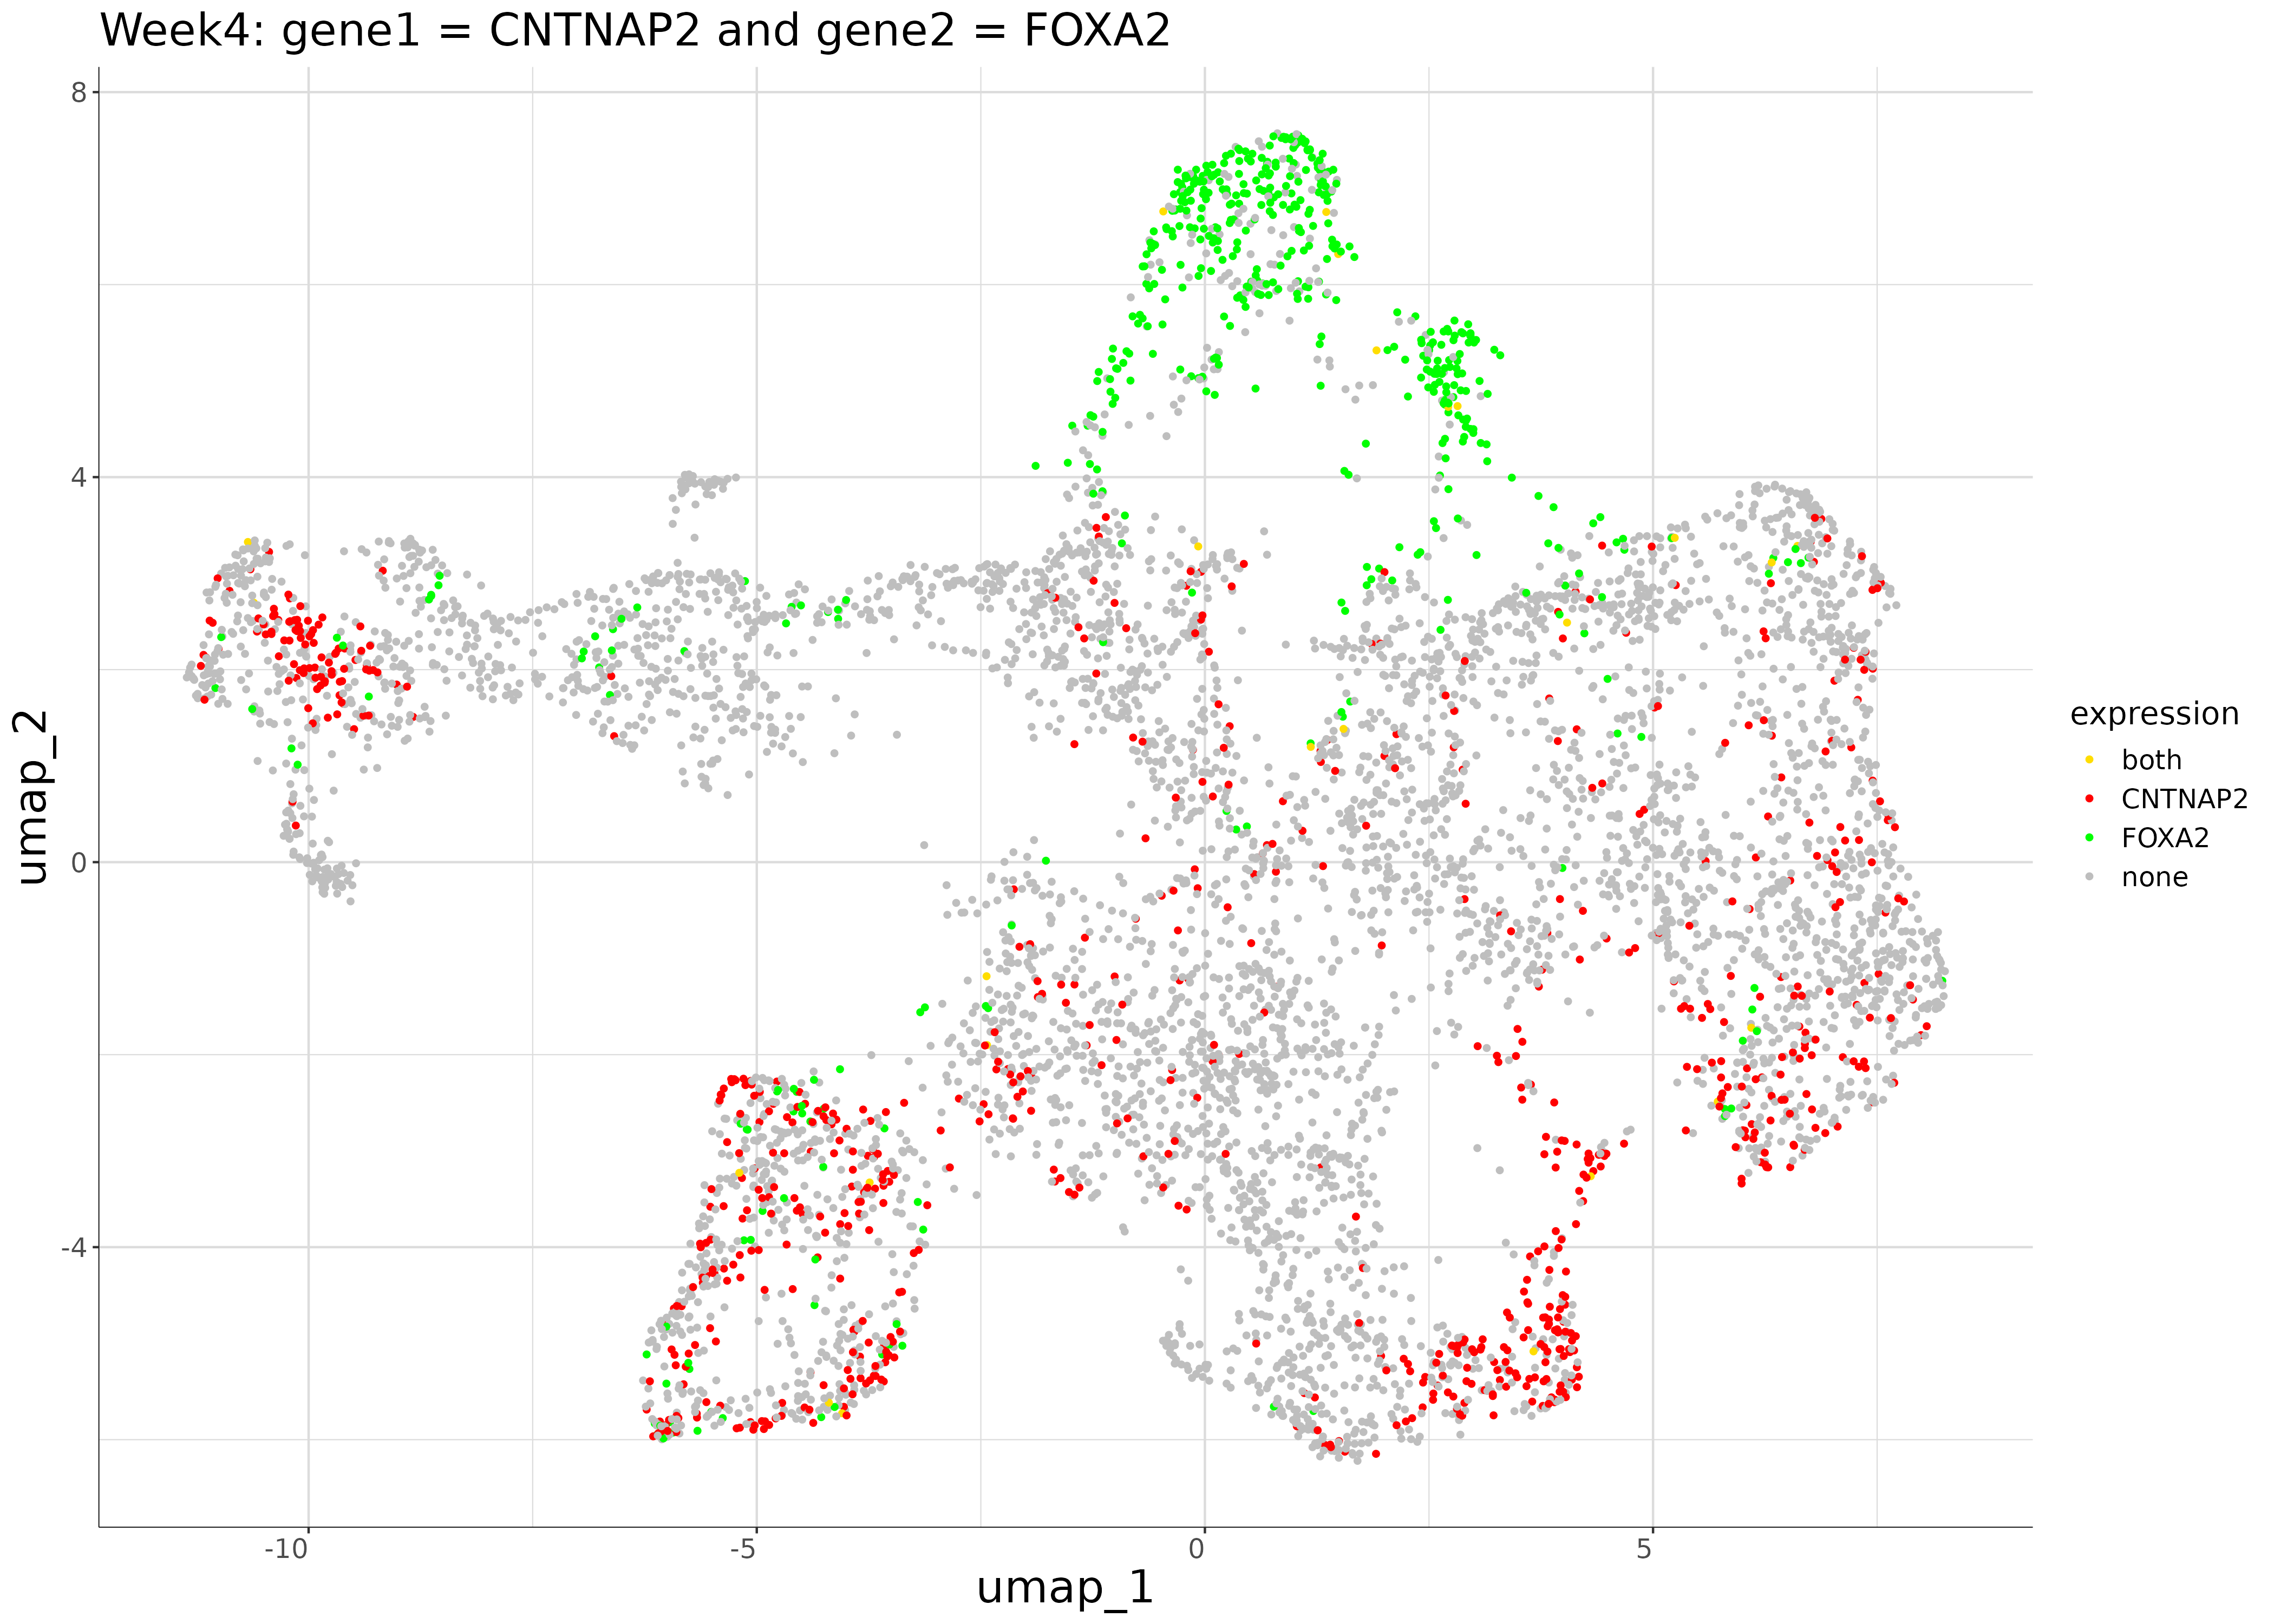 Week4: gene1 = CNTNAP2 and gene2 = FOXA2
8
4
0
-4
umap_2
-10
-5
0
5
umap_1
expression
both
CNTNAP2
FOXA2
none